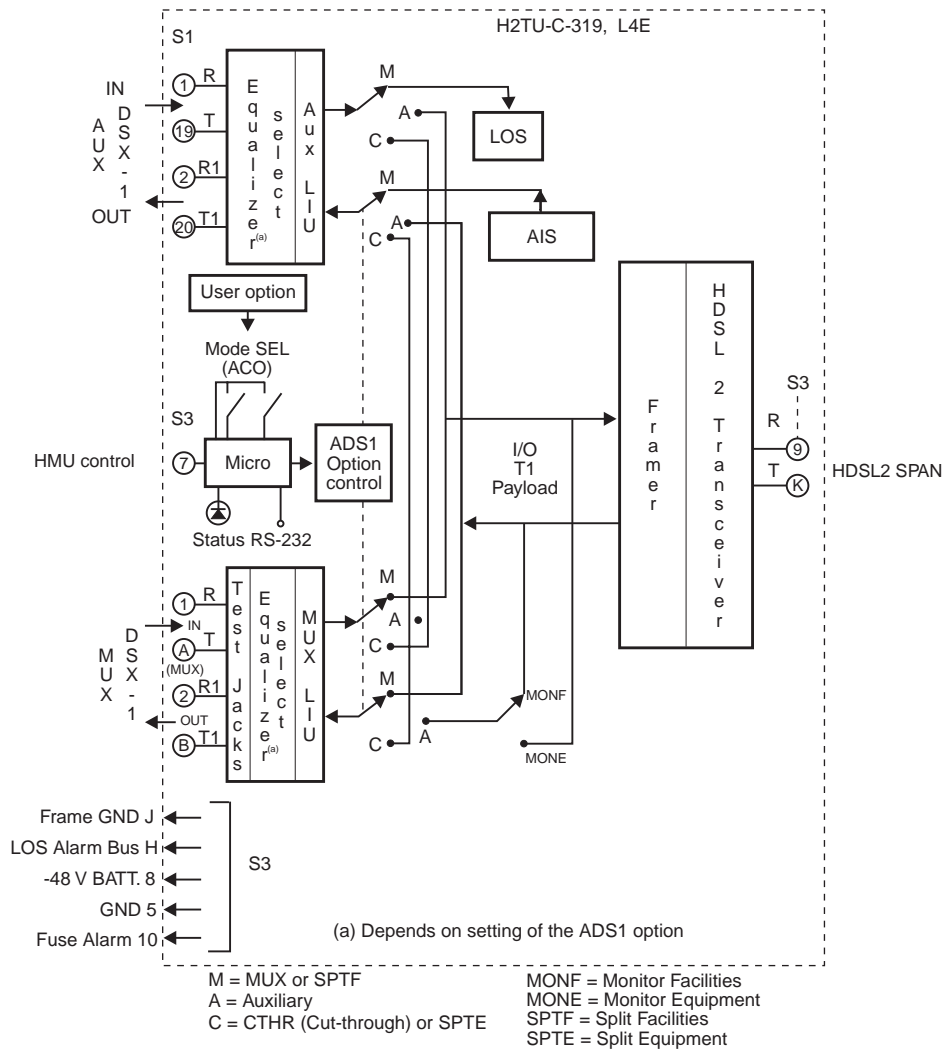 H2TU-C-319, L4E
S1
IN
AUX
DSX-1
OUT
1 R
19 T
2 R1
20 T1
Equalizer(a)
select
Aux LIU
M
A
C
LOS
M
A
C
AIS
User option
Mode SEL
(ACO)
S3
HMU control
7
Micro
ADS1
Option
control
Status RS-232
I/O
T1
Payload
Framer
HDSL 2 Transceiver
S3
R
9
T
K
HDSL2 SPAN
MUX
DSX-1
1 R
IN
A T
(MUX)
2 R1
OUT
B T1
Test Jacks
Equalizer(a)
select
MUX LIU
M
A
C
M
A
C
MONF
MONE
Frame GND J
LOS Alarm Bus H
-48 V BATT. 8
GND 5
Fuse Alarm 10
S3
(a) Depends on setting of the ADS1 option
M = MUX or SPTF
A = Auxiliary
C = CTHR (Cut-through) or SPTE
MONF = Monitor Facilities
MONE = Monitor Equipment
SPTF = Split Facilities
SPTE = Split Equipment